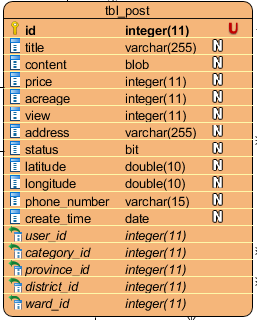 tbl_post
id integer(11) U
title varchar(255) N
content blob N
price integer(11) N
acreage integer(11) N
view integer(11) N
address varchar(255) N
status bit N
latitude double(10) N
longitude double(10) N
phone_number varchar(15) N
create_time date N
user_id integer(11)
category_id integer(11)
province_id integer(11)
district_id integer(11)
ward_id integer(11)